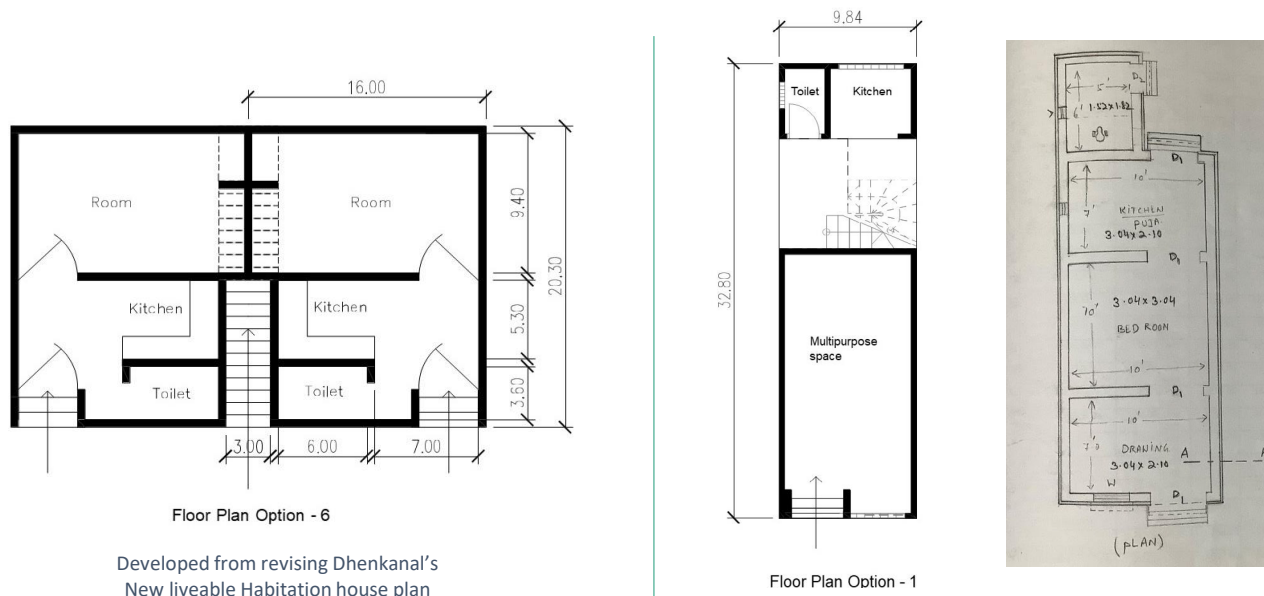 16.00
Room
Room
9.40
20.30
Kitchen
Kitchen
5.30
Toilet
Toilet
3.60
3.00
6.00
7.00
Floor Plan Option - 6
Developed from revising Dhenkanal's
New liveable Habitation house plan
9.84
Toilet
Kitchen
32.80
Multipurpose
space
Floor Plan Option - 1
D2
5'
6'
1.52x1.82
D1
10'
7'
KITCHEN
PUJA
3.04x2.10
D1
10'
3.04x3.04
BED ROOM
10'
D1
10'
DRAWING
3.04x2.10
A
W
D1
(PLAN)